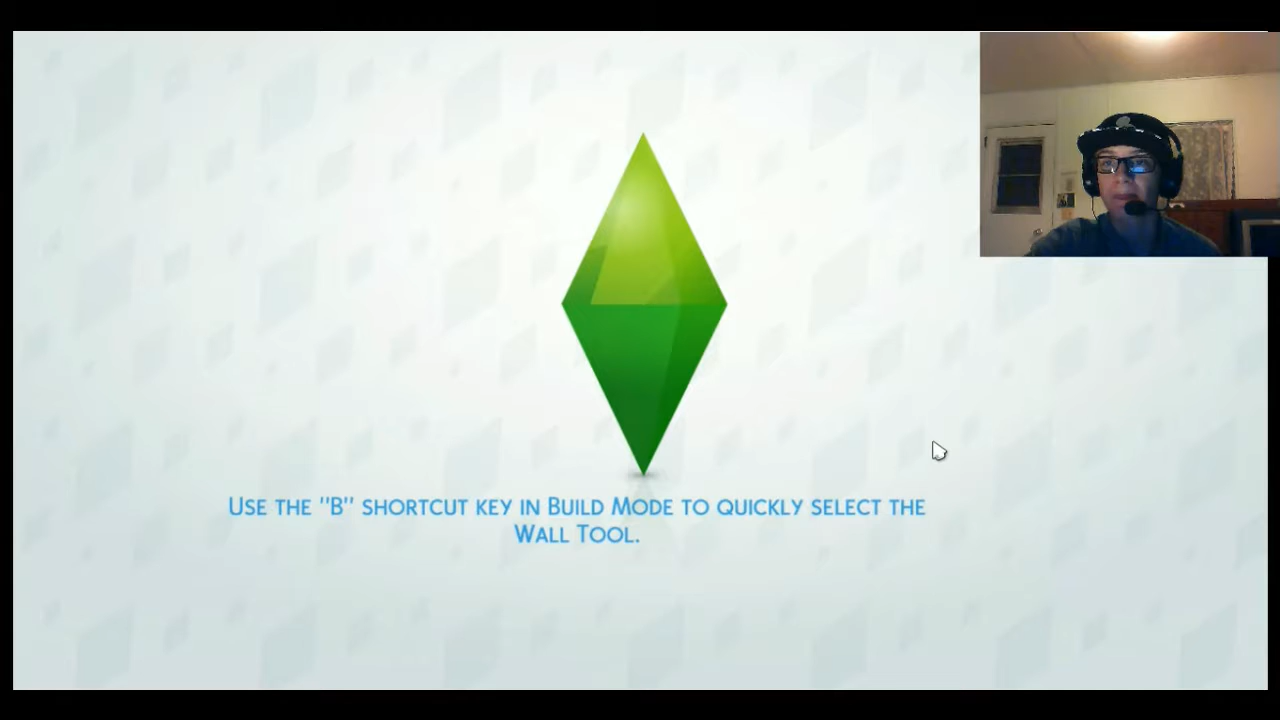 USE THE "B" SHORTCUT KEY IN BUILD MODE TO QUICKLY SELECT THE
WALL TOOL.